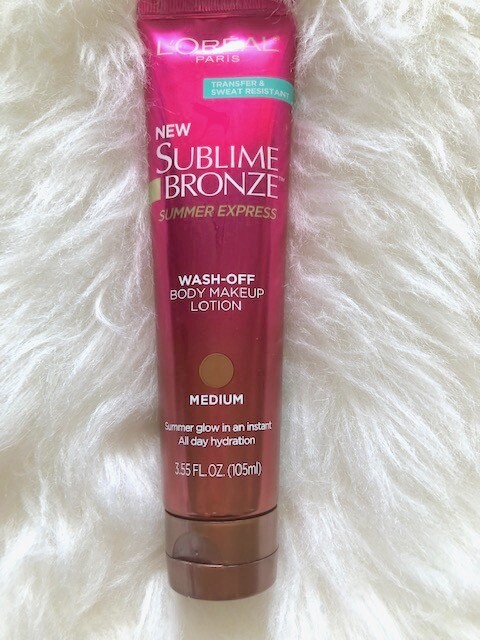 L'ORÉAL
PARIS
TRANSFER &
SWEAT RESISTANT
NEW
SUBLIME
BRONZE™
SUMMER EXPRESS
WASH-OFF
BODY MAKEUP
LOTION
MEDIUM
Summer glow in an instant
All day hydration
3.55 FL.OZ. (105ml)